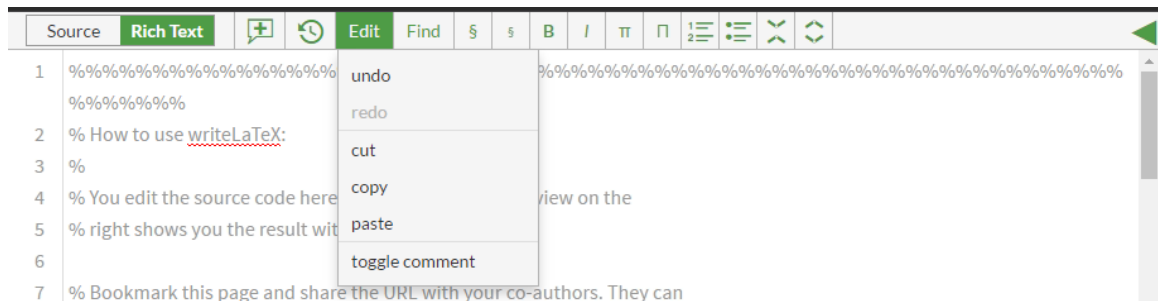 Source Rich Text Edit Find § § B I π Π
1 %%%%%%%%%%%%%%%% %%%%%%%%%%%%%%%%%%%%%%%%%%%%%%%%%%%
%%%%%%%
2 % How to use writeLaTeX:
3 %
4 % You edit the source code here view on the
5 % right shows you the result wit
6
7 % Bookmark this page and share the URL with your co-authors. They can
undo
redo
cut
copy
paste
toggle comment